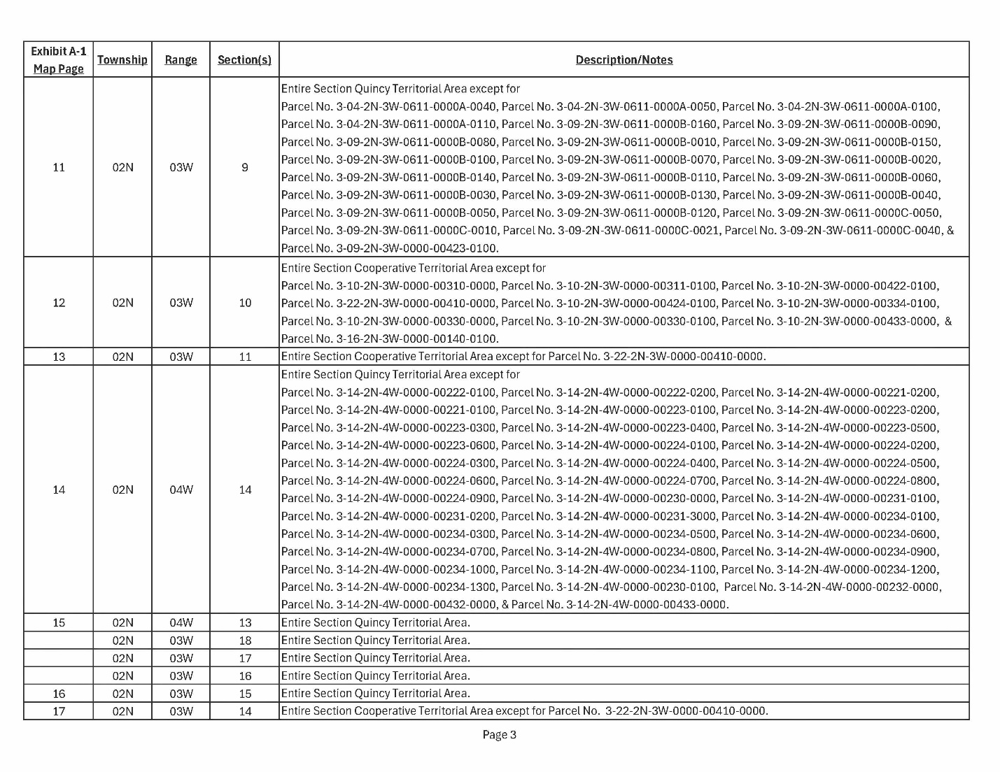 Exhibit A-1
Map Page
Township
Range
Section(s)
Description/Notes
11
02N
03W
9
Entire Section Quincy Territorial Area except for
Parcel No. 3-04-2N-3W-0611-0000A-0040, Parcel No. 3-04-2N-3W-0611-0000A-0050, Parcel No. 3-04-2N-3W-0611-0000A-0100,
Parcel No. 3-04-2N-3W-0611-0000A-0110, Parcel No. 3-09-2N-3W-0611-0000B-0160, Parcel No. 3-09-2N-3W-0611-0000B-0090,
Parcel No. 3-09-2N-3W-0611-0000B-0080, Parcel No. 3-09-2N-3W-0611-0000B-0010, Parcel No. 3-09-2N-3W-0611-0000B-0150,
Parcel No. 3-09-2N-3W-0611-0000B-0100, Parcel No. 3-09-2N-3W-0611-0000B-0070, Parcel No. 3-09-2N-3W-0611-0000B-0020,
Parcel No. 3-09-2N-3W-0611-0000B-0140, Parcel No. 3-09-2N-3W-0611-0000B-0110, Parcel No. 3-09-2N-3W-0611-0000B-0060,
Parcel No. 3-09-2N-3W-0611-0000B-0030, Parcel No. 3-09-2N-3W-0611-0000B-0130, Parcel No. 3-09-2N-3W-0611-0000B-0040,
Parcel No. 3-09-2N-3W-0611-0000B-0050, Parcel No. 3-09-2N-3W-0611-0000B-0120, Parcel No. 3-09-2N-3W-0611-0000C-0050,
Parcel No. 3-09-2N-3W-0611-0000C-0010, Parcel No. 3-09-2N-3W-0611-0000C-0021, Parcel No. 3-09-2N-3W-0611-0000C-0040, &
Parcel No. 3-09-2N-3W-0000-00423-0100.
12
02N
03W
10
Entire Section Cooperative Territorial Area except for
Parcel No. 3-10-2N-3W-0000-00310-0000, Parcel No. 3-10-2N-3W-0000-00311-0100, Parcel No. 3-10-2N-3W-0000-00422-0100,
Parcel No. 3-22-2N-3W-0000-00410-0000, Parcel No. 3-10-2N-3W-0000-00424-0100, Parcel No. 3-10-2N-3W-0000-00334-0100,
Parcel No. 3-10-2N-3W-0000-00330-0000, Parcel No. 3-10-2N-3W-0000-00330-0100, Parcel No. 3-10-2N-3W-0000-00433-0000, &
Parcel No. 3-16-2N-3W-0000-00140-0100.
13
02N
03W
11
Entire Section Cooperative Territorial Area except for Parcel No. 3-22-2N-3W-0000-00410-0000.
14
02N
04W
14
Entire Section Quincy Territorial Area except for
Parcel No. 3-14-2N-4W-0000-00222-0100, Parcel No. 3-14-2N-4W-0000-00222-0200, Parcel No. 3-14-2N-4W-0000-00221-0200,
Parcel No. 3-14-2N-4W-0000-00221-0100, Parcel No. 3-14-2N-4W-0000-00223-0100, Parcel No. 3-14-2N-4W-0000-00223-0200,
Parcel No. 3-14-2N-4W-0000-00223-0300, Parcel No. 3-14-2N-4W-0000-00223-0400, Parcel No. 3-14-2N-4W-0000-00223-0500,
Parcel No. 3-14-2N-4W-0000-00223-0600, Parcel No. 3-14-2N-4W-0000-00224-0100, Parcel No. 3-14-2N-4W-0000-00224-0200,
Parcel No. 3-14-2N-4W-0000-00224-0300, Parcel No. 3-14-2N-4W-0000-00224-0400, Parcel No. 3-14-2N-4W-0000-00224-0500,
Parcel No. 3-14-2N-4W-0000-00224-0600, Parcel No. 3-14-2N-4W-0000-00224-0700, Parcel No. 3-14-2N-4W-0000-00224-0800,
Parcel No. 3-14-2N-4W-0000-00224-0900, Parcel No. 3-14-2N-4W-0000-00230-0000, Parcel No. 3-14-2N-4W-0000-00231-0100,
Parcel No. 3-14-2N-4W-0000-00231-0200, Parcel No. 3-14-2N-4W-0000-00231-3000, Parcel No. 3-14-2N-4W-0000-00234-0100,
Parcel No. 3-14-2N-4W-0000-00234-0300, Parcel No. 3-14-2N-4W-0000-00234-0500, Parcel No. 3-14-2N-4W-0000-00234-0600,
Parcel No. 3-14-2N-4W-0000-00234-0700, Parcel No. 3-14-2N-4W-0000-00234-0800, Parcel No. 3-14-2N-4W-0000-00234-0900,
Parcel No. 3-14-2N-4W-0000-00234-1000, Parcel No. 3-14-2N-4W-0000-00234-1100, Parcel No. 3-14-2N-4W-0000-00234-1200,
Parcel No. 3-14-2N-4W-0000-00234-1300, Parcel No. 3-14-2N-4W-0000-00230-0100, Parcel No. 3-14-2N-4W-0000-00232-0000,
Parcel No. 3-14-2N-4W-0000-00432-0000, & Parcel No. 3-14-2N-4W-0000-00433-0000.
15
02N
04W
13
Entire Section Quincy Territorial Area.
02N
03W
18
Entire Section Quincy Territorial Area.
02N
03W
17
Entire Section Quincy Territorial Area.
02N
03W
16
Entire Section Quincy Territorial Area.
16
02N
03W
15
Entire Section Quincy Territorial Area.
17
02N
03W
14
Entire Section Cooperative Territorial Area except for Parcel No. 3-22-2N-3W-0000-00410-0000.
Page 3